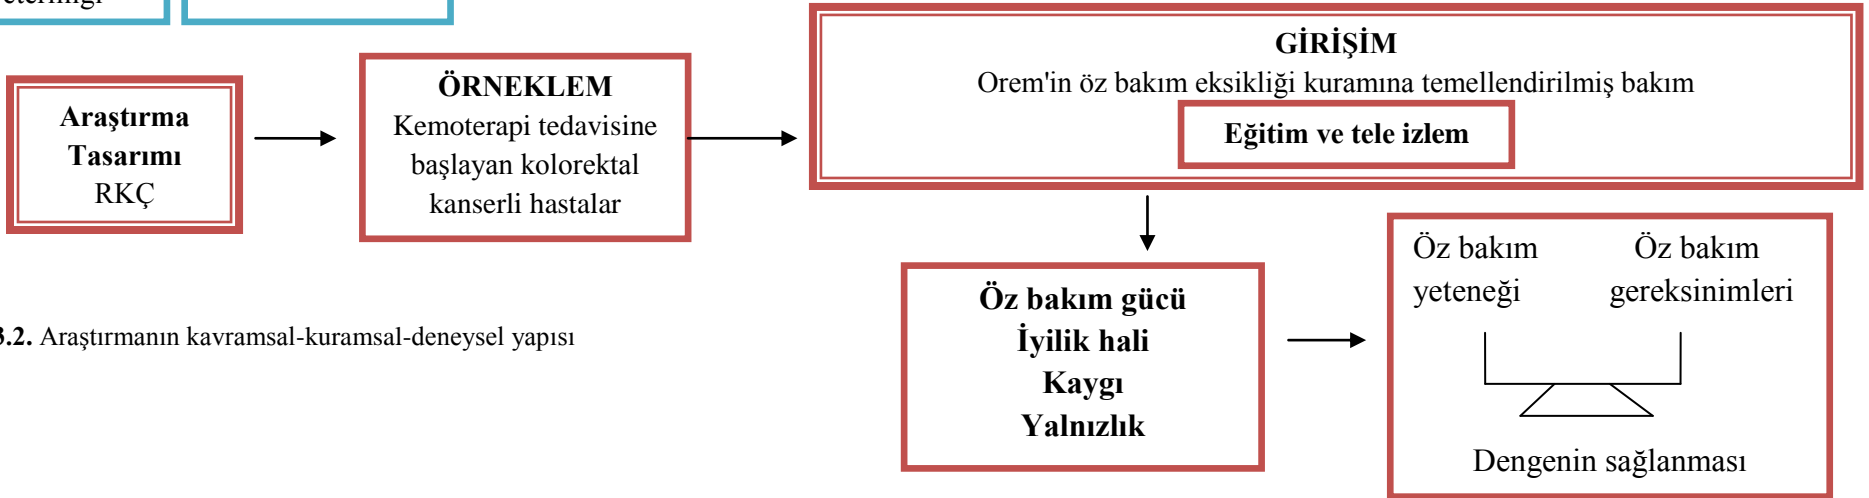 Araştırma
Tasarımı
RKÇ
ÖRNEKLEM
Kemoterapi tedavisine
başlayan kolorektal
kanserli hastalar
GİRİŞİM
Orem'in öz bakım eksikliği kuramına temellendirilmiş bakım
Eğitim ve tele izlem
Öz bakım gücü
İyilik hali
Kaygı
Yalnızlık
Öz bakım
yeteneği
Öz bakım
gereksinimleri
Dengenin sağlanması
3.2. Araştırmanın kavramsal-kuramsal-deneysel yapısı